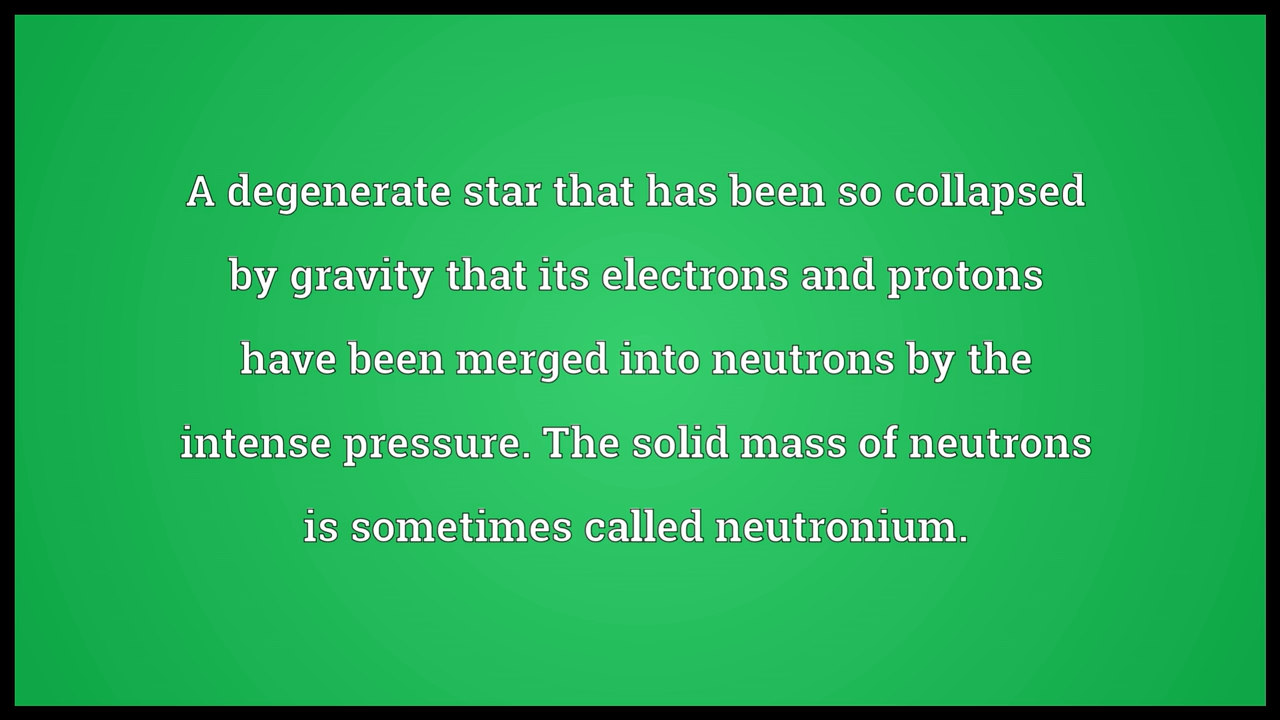 A degenerate star that has been so collapsed
by gravity that its electrons and protons
have been merged into neutrons by the
intense pressure. The solid mass of neutrons
is sometimes called neutronium.